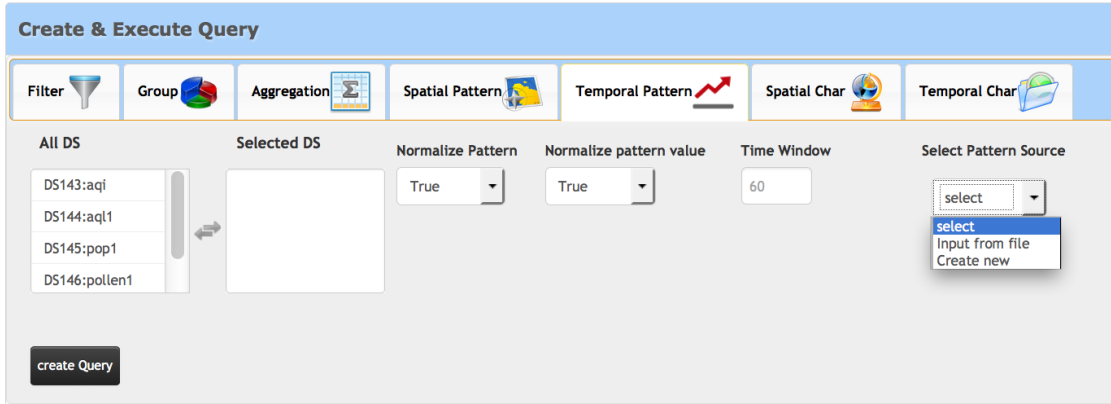 Create & Execute Query
Filter
Group
Aggregation
Spatial Pattern
Temporal Pattern
Spatial Char
Temporal Char
All DS
Selected DS
Normalize Pattern
Normalize pattern value
Time Window
Select Pattern Source
DS143:aqi
DS144:aql1
DS145:pop1
DS146:pollen1
True
True
60
select
select
Input from file
Create new
create Query